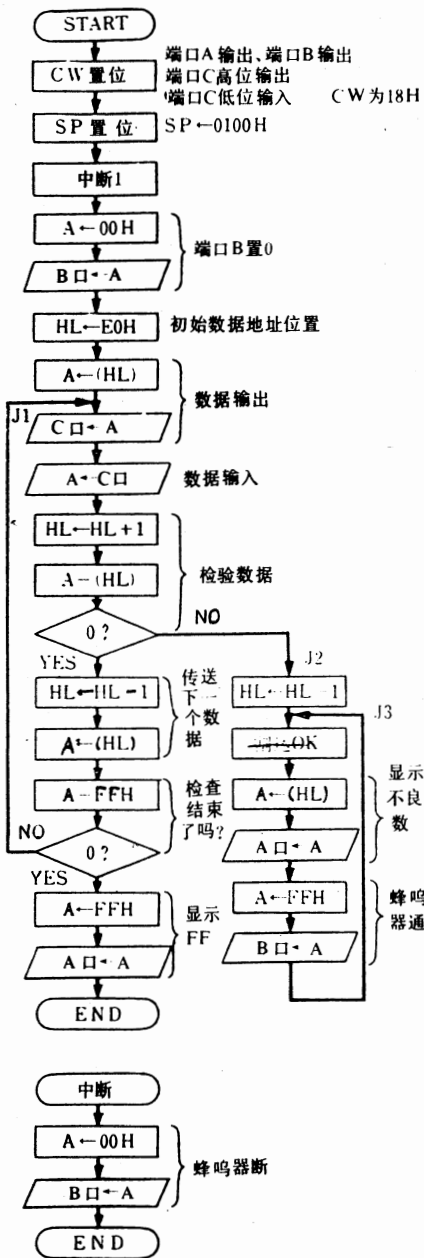 START
CW置位
端口A输出、端口B输出
端口C高位输出
端口C低位输入 CW为18H
SP置位
SP←0100H
中断1
A←00H
B口←A
端口B置0
HL←E0H
初始数据地址位置
A←(HL)
J1
C口←A
数据输出
A←C口
数据输入
HL←HL+1
A-(HL)
检验数据
0?
NO
YES
J2
HL←HL-1
A←(HL)
传送
下一
个数
据
HL←HL-1
J3
OK
A-FFH
检查
结束
了吗?
A←(HL)
A口←A
显示
不良
数
NO
0?
YES
A←FFH
A口←A
显示
FF
A←FFH
B口←A
蜂呜
器通
END
中断
A←00H
B口←A
蜂呜器断
END